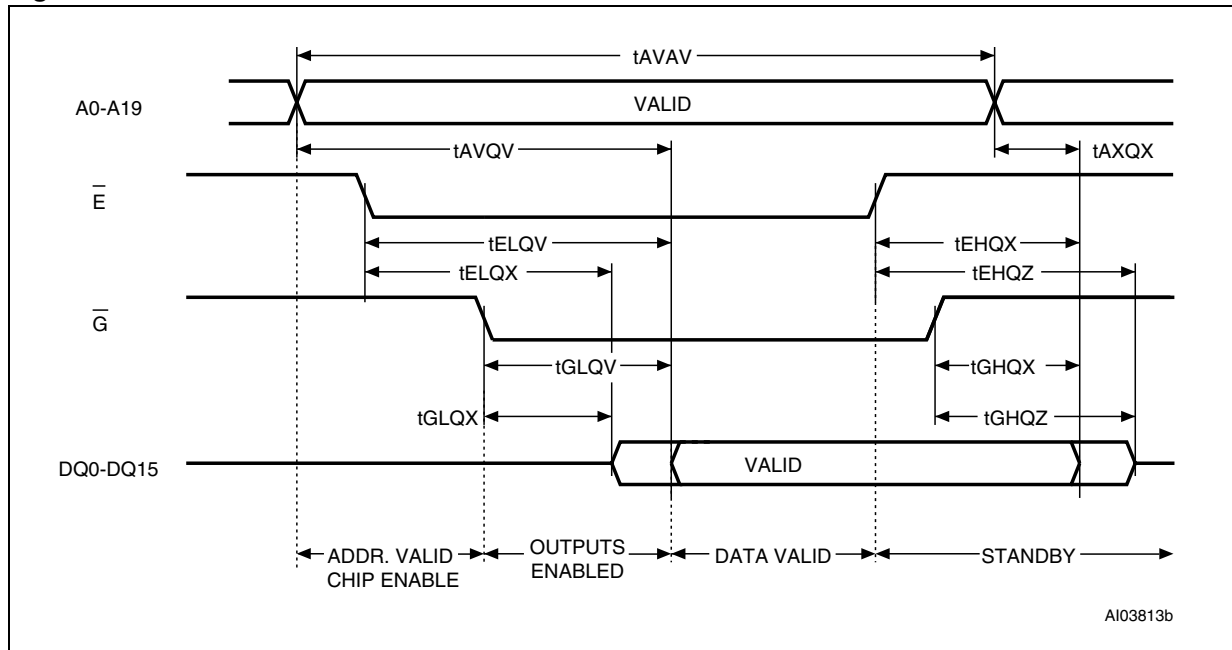 tAVAV
A0-A19
VALID
tAVQV
tAXQX
E
tELQV
tEHQX
tELQX
tEHQZ
G
tGLQV
tGHQX
tGLQX
tGHQZ
DQ0-DQ15
VALID
ADDR. VALID
CHIP ENABLE
OUTPUTS
ENABLED
DATA VALID
STANDBY
AI03813b